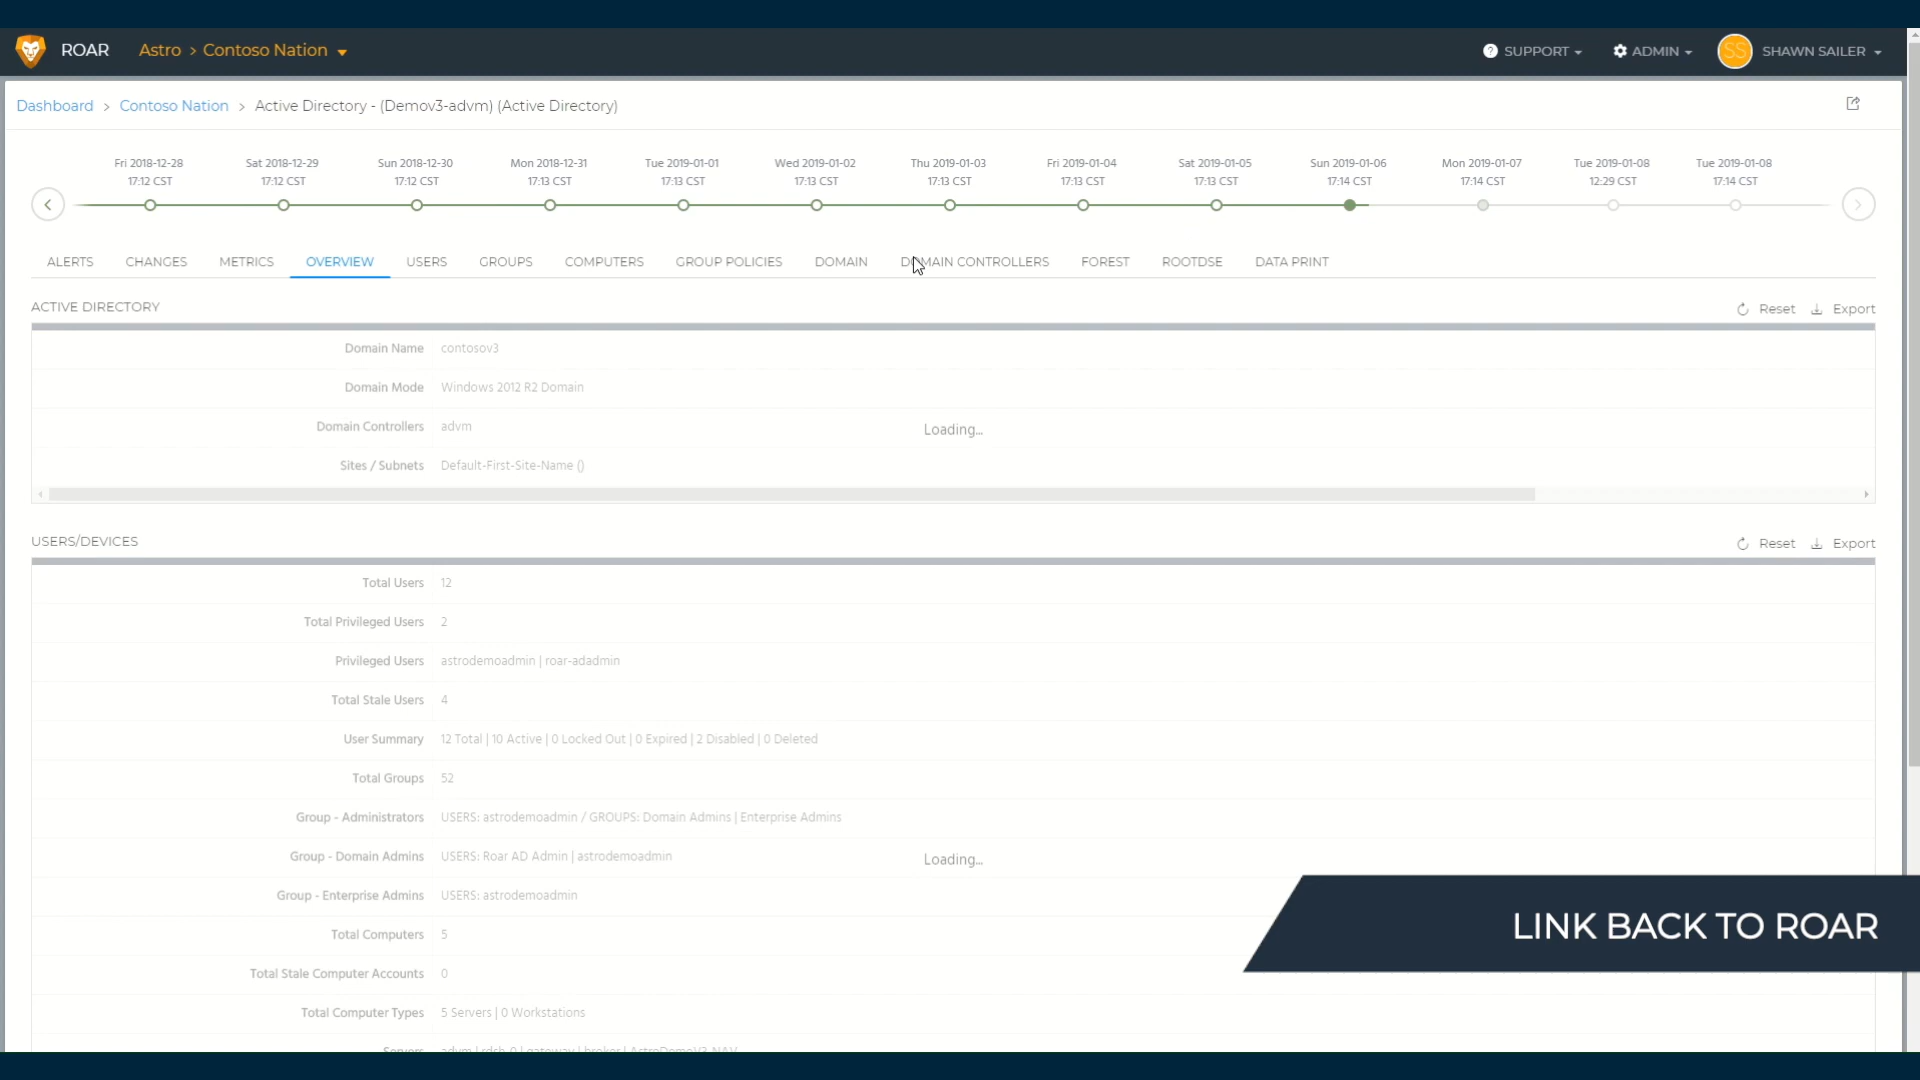 ROAR Astro > Contoso Nation SUPPORT ADMIN SS SHAWN SAILER
Dashboard > Contoso Nation > Active Directory - (Demov3-advm) (Active Directory)
Fri 2018-12-28 Sat 2018-12-29 Sun 2018-12-30 Mon 2018-12-31 Tue 2019-01-01 Wed 2019-01-02 Thu 2019-01-03 Fri 2019-01-04 Sat 2019-01-05 Sun 2019-01-06 Mon 2019-01-07 Tue 2019-01-08 Tue 2019-01-08
17:12 CST 17:12 CST 17:12 CST 17:13 CST 17:13 CST 17:13 CST 17:13 CST 17:13 CST 17:13 CST 17:14 CST 17:14 CST 12:29 CST 17:14 CST
ALERTS CHANGES METRICS OVERVIEW USERS GROUPS COMPUTERS GROUP POLICIES DOMAIN DOMAIN CONTROLLERS FOREST ROOTDSE DATA PRINT
ACTIVE DIRECTORY Reset Export
Domain Name contosov3
Domain Mode Windows 2012 R2 Domain
Domain Controllers advm
Loading...
Sites / Subnets Default-First-Site-Name ()
USERS/DEVICES Reset Export
Total Users 12
Total Privileged Users 2
Privileged Users astrodemoadmin | roar-adadmin
Total Stale Users 4
User Summary 12 Total | 10 Active | 0 Locked Out | 0 Expired | 2 Disabled | 0 Deleted
Total Groups 52
Group - Administrators USERS: astrodemoadmin / GROUPS: Domain Admins | Enterprise Admins
Group - Domain Admins USERS: Roar AD Admin | astrodemoadmin
Loading...
Group - Enterprise Admins USERS: astrodemoadmin
Total Computers 5
LINK BACK TO ROAR
Total Stale Computer Accounts 0
Total Computer Types 5 Servers | 0 Workstations
Servers advm | rdsh-0 | gateway | broker | AstroDemoV3-NAV